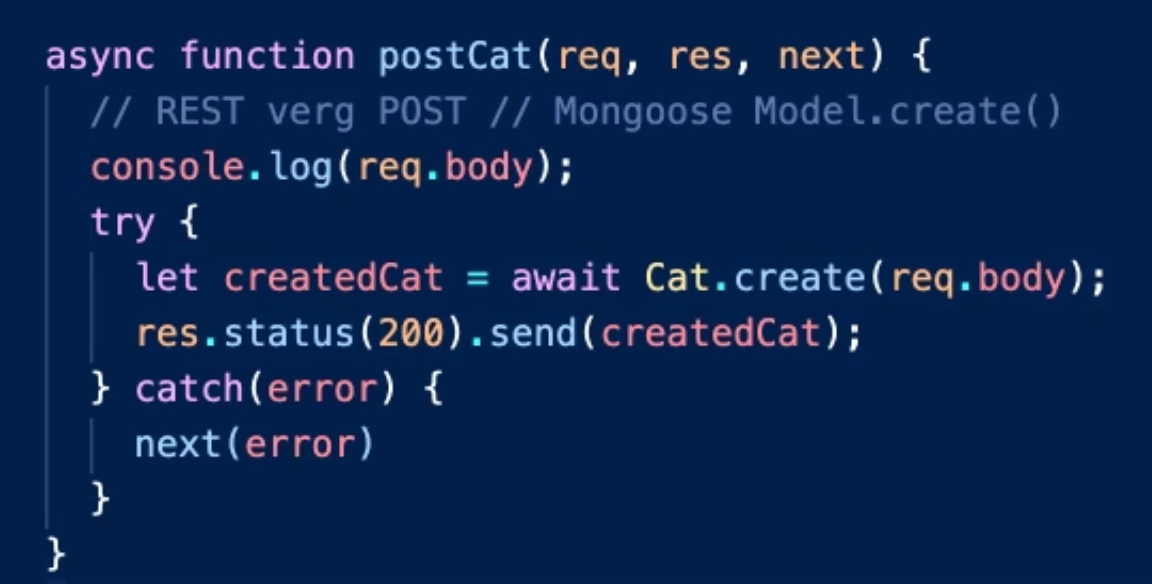 async function postCat(req, res, next) {
// REST verg POST // Mongoose Model.create()
console.log(req.body);
try {
let createdCat = await Cat.create(req.body);
res.status(200).send(createdCat);
} catch(error) {
next(error)
}
}